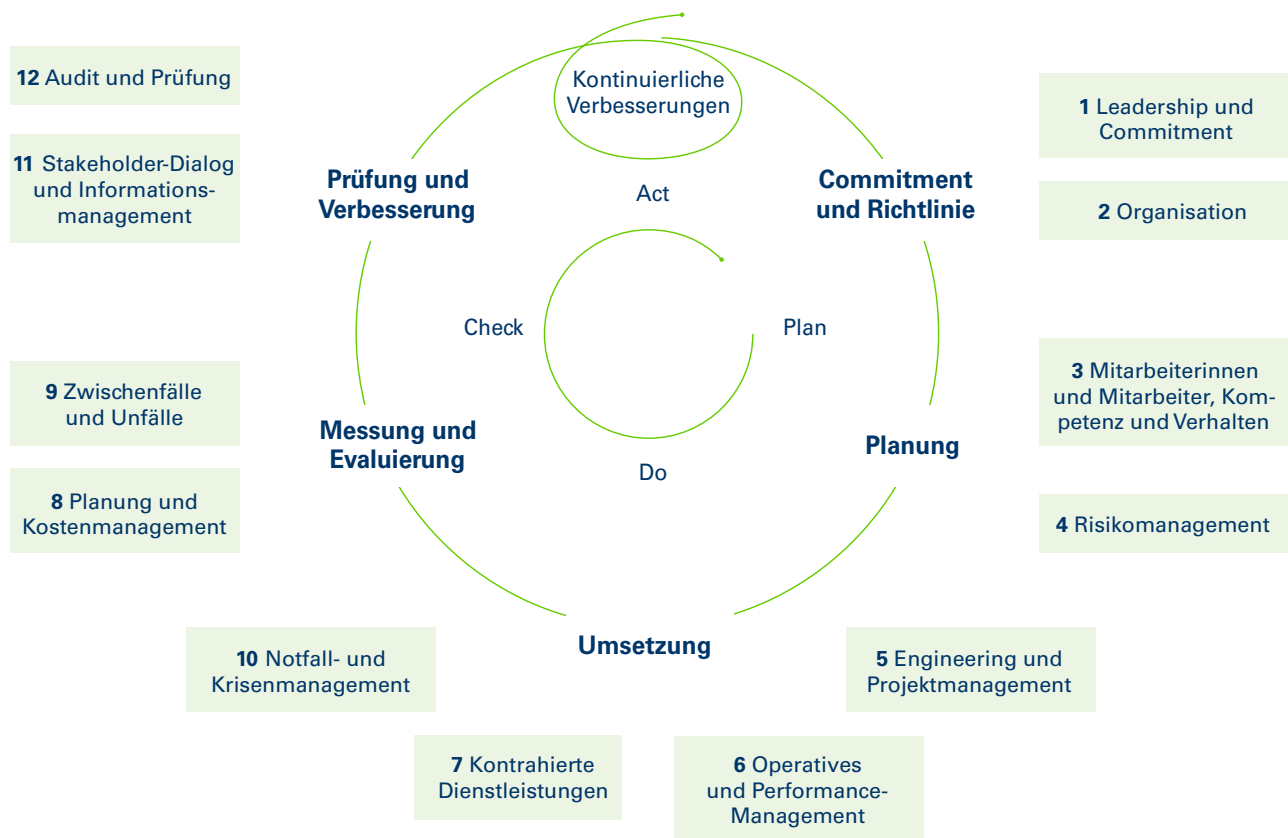 Kontinuierliche
Verbesserungen
12 Audit und Prüfung
1 Leadership und
Commitment
11 Stakeholder-Dialog
und Informations-
management
Prüfung und
Verbesserung
Act
Commitment
und Richtlinie
2 Organisation
Check
Plan
9 Zwischenfälle
und Unfälle
3 Mitarbeiterinnen
und Mitarbeiter, Kom-
petenz und Verhalten
Messung und
Evaluierung
Do
Planung
8 Planung und
Kostenmanagement
4 Risikomanagement
Umsetzung
10 Notfall- und
Krisenmanagement
5 Engineering und
Projektmanagement
7 Kontrahierte
Dienstleistungen
6 Operatives
und Performance-
Management